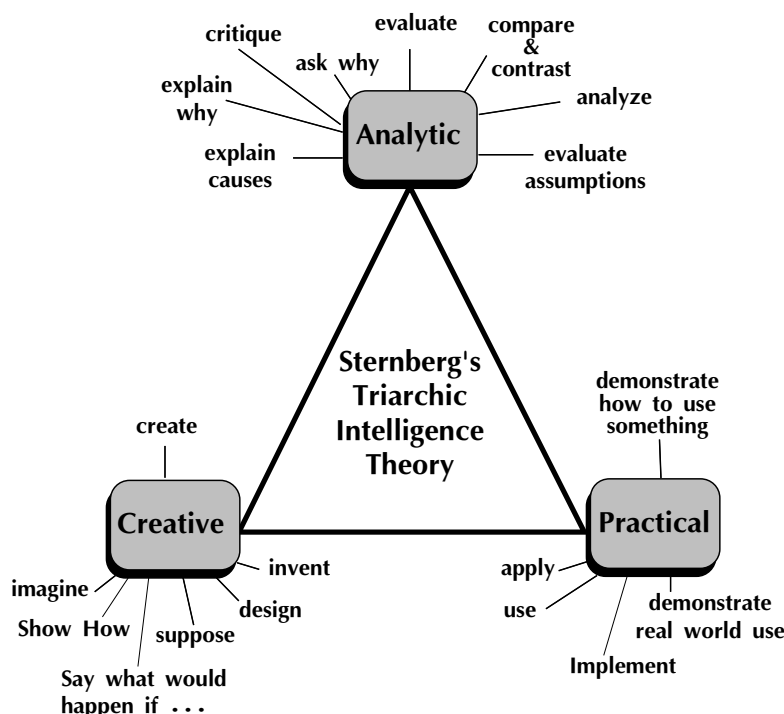 critique
evaluate
compare
&
contrast
ask why
explain
why
analyze
Analytic
explain
causes
evaluate
assumptions
Sternberg's
Triarchic
Intelligence
Theory
demonstrate
how to use
something
create
Creative
Practical
invent
apply
imagine
design
use
demonstrate
real world use
Show How
suppose
Implement
Say what would
happen if ...